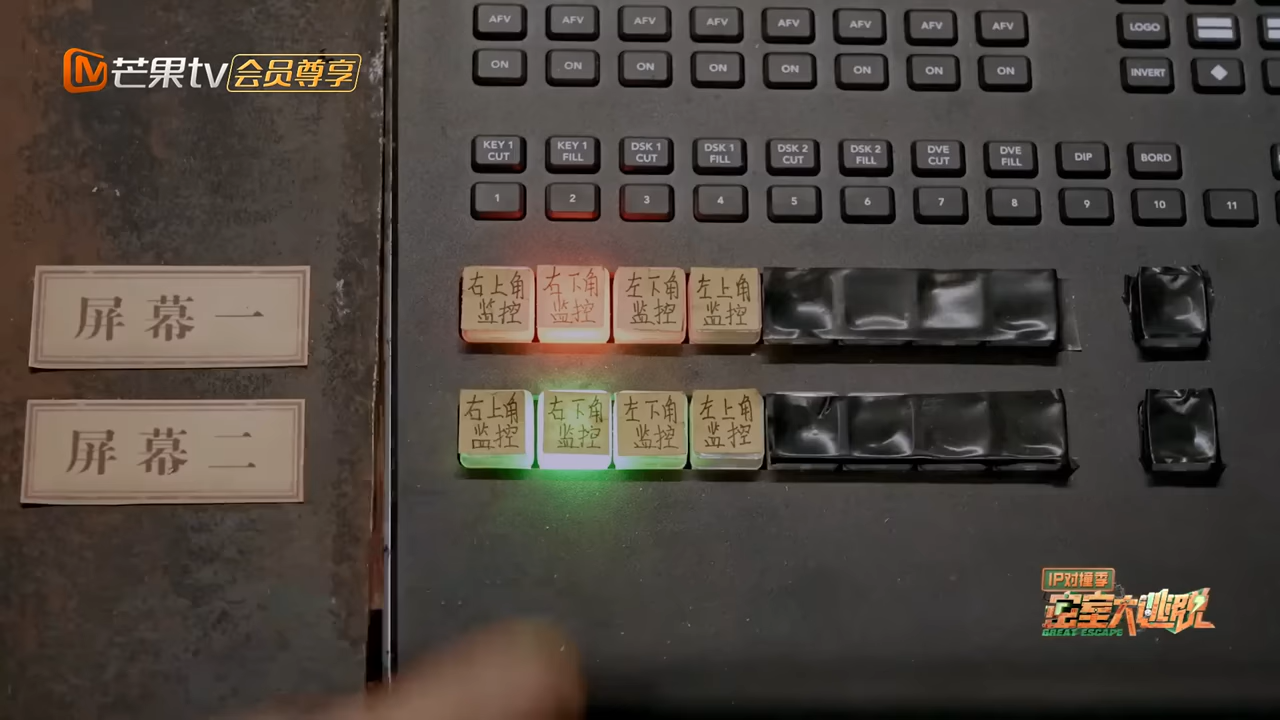 芒果tv 会员尊享
AFV AFV AFV AFV AFV AFV AFV AFV LOGO
ON ON ON ON ON ON ON ON INVERT
KEY 1 CUT KEY 1 FILL DSK 1 CUT DSK 1 FILL DSK 2 CUT DSK 2 FILL DVE CUT DVE FILL DIP BORD
1 2 3 4 5 6 7 8 9 10 11
屏幕一
右上角 右下角 左下角 左上角
监控 监控 监控 监控
屏幕二
右上角 右下角 左下角 左上角
监控 监控 监控 监控
IP对撞季
密室大逃脱
GREAT ESCAPE